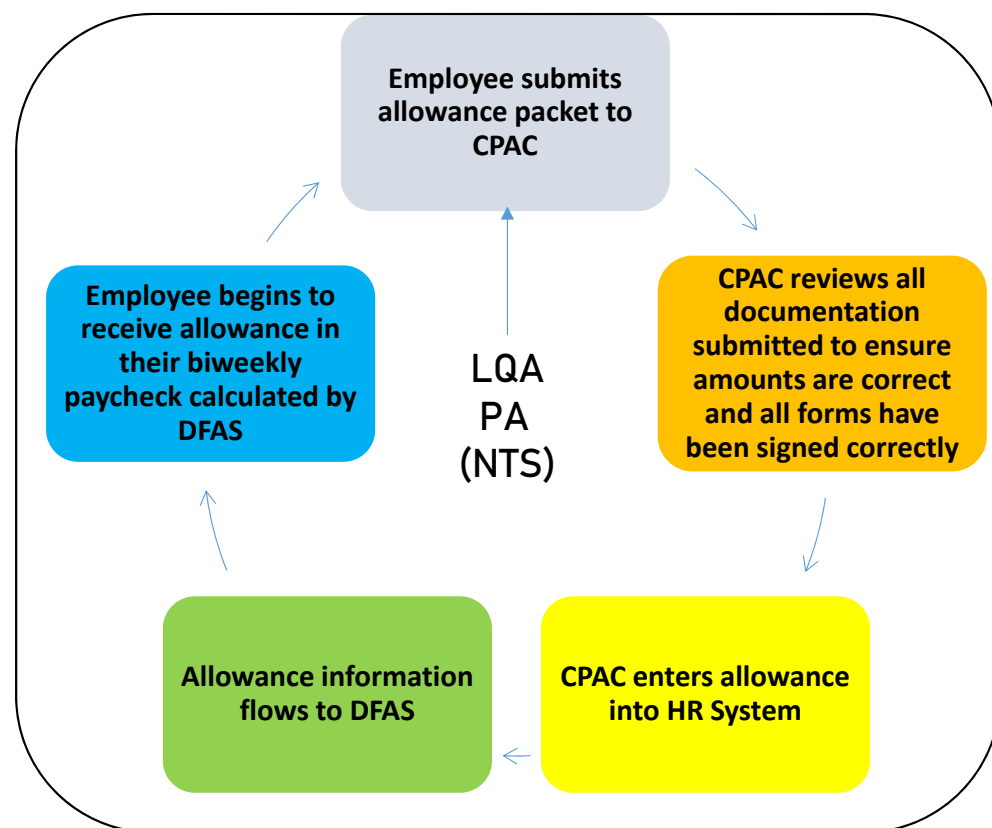 Employee submits
allowance packet to
CPAC
CPAC reviews all
documentation
submitted to ensure
amounts are correct
and all forms have
been signed correctly
CPAC enters allowance
into HR System
Allowance information
flows to DFAS
Employee begins to
receive allowance in
their biweekly
paycheck calculated by
DFAS
LQA
PA
(NTS)